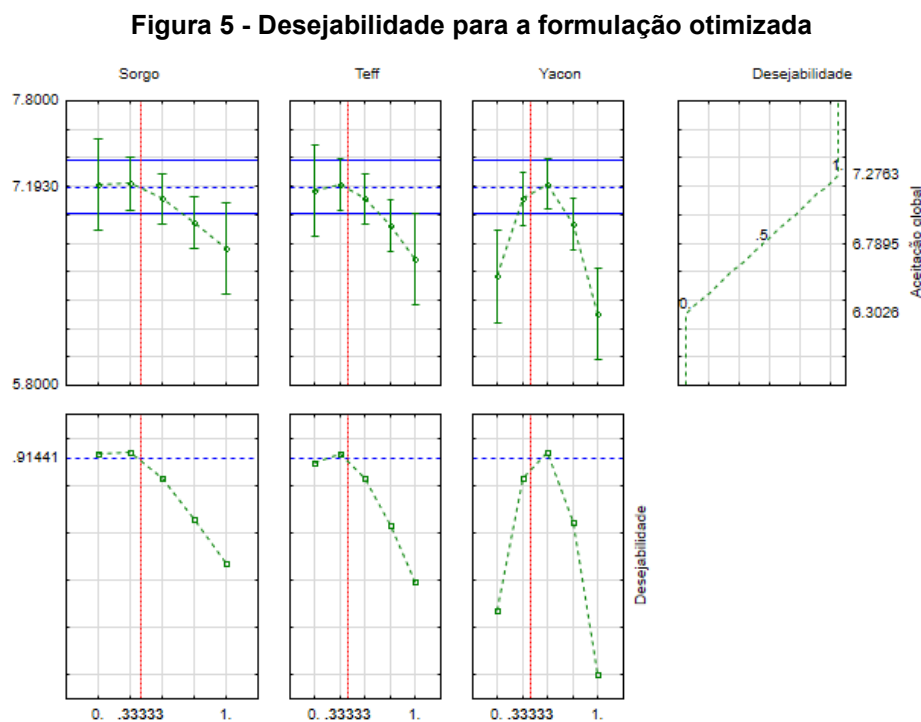 Figura 5 - Desejabilidade para a formulação otimizada
Sorgo Teff Yacon Desejabilidade
7.8000
7.1930
5.8000
1.
.5
0.
7.2763
6.7895
6.3026
Aceitação global
.91441
Desejabilidade
0. .33333 1. 0. .33333 1. 0. .33333 1.